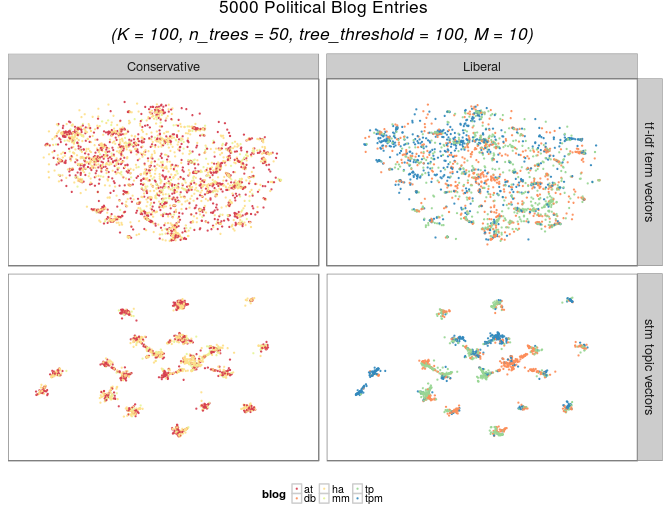 5000 Political Blog Entries
(K = 100, n_trees = 50, tree_threshold = 100, M = 10)
Conservative
Liberal
tf-idf term vectors
stm topic vectors
blog at ha tp
db mm tpm